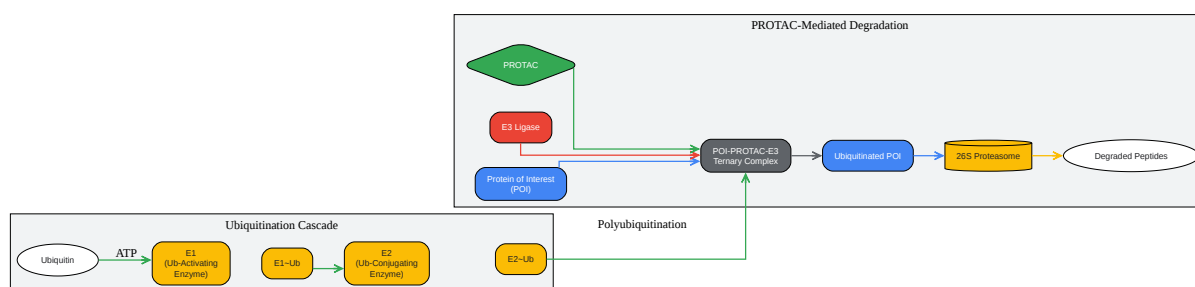 PROTAC-Mediated Degradation
PROTAC
E3 Ligase
Protein of Interest
(POI)
POI-PROTAC-E3
Ternary Complex
Ubiquitinated POI
26S Proteasome
Degraded Peptides
Ubiquitination Cascade
Polyubiquitination
Ubiquitin
ATP
E1
(Ub-Activating
Enzyme)
E1~Ub
E2
(Ub-Conjugating
Enzyme)
E2~Ub